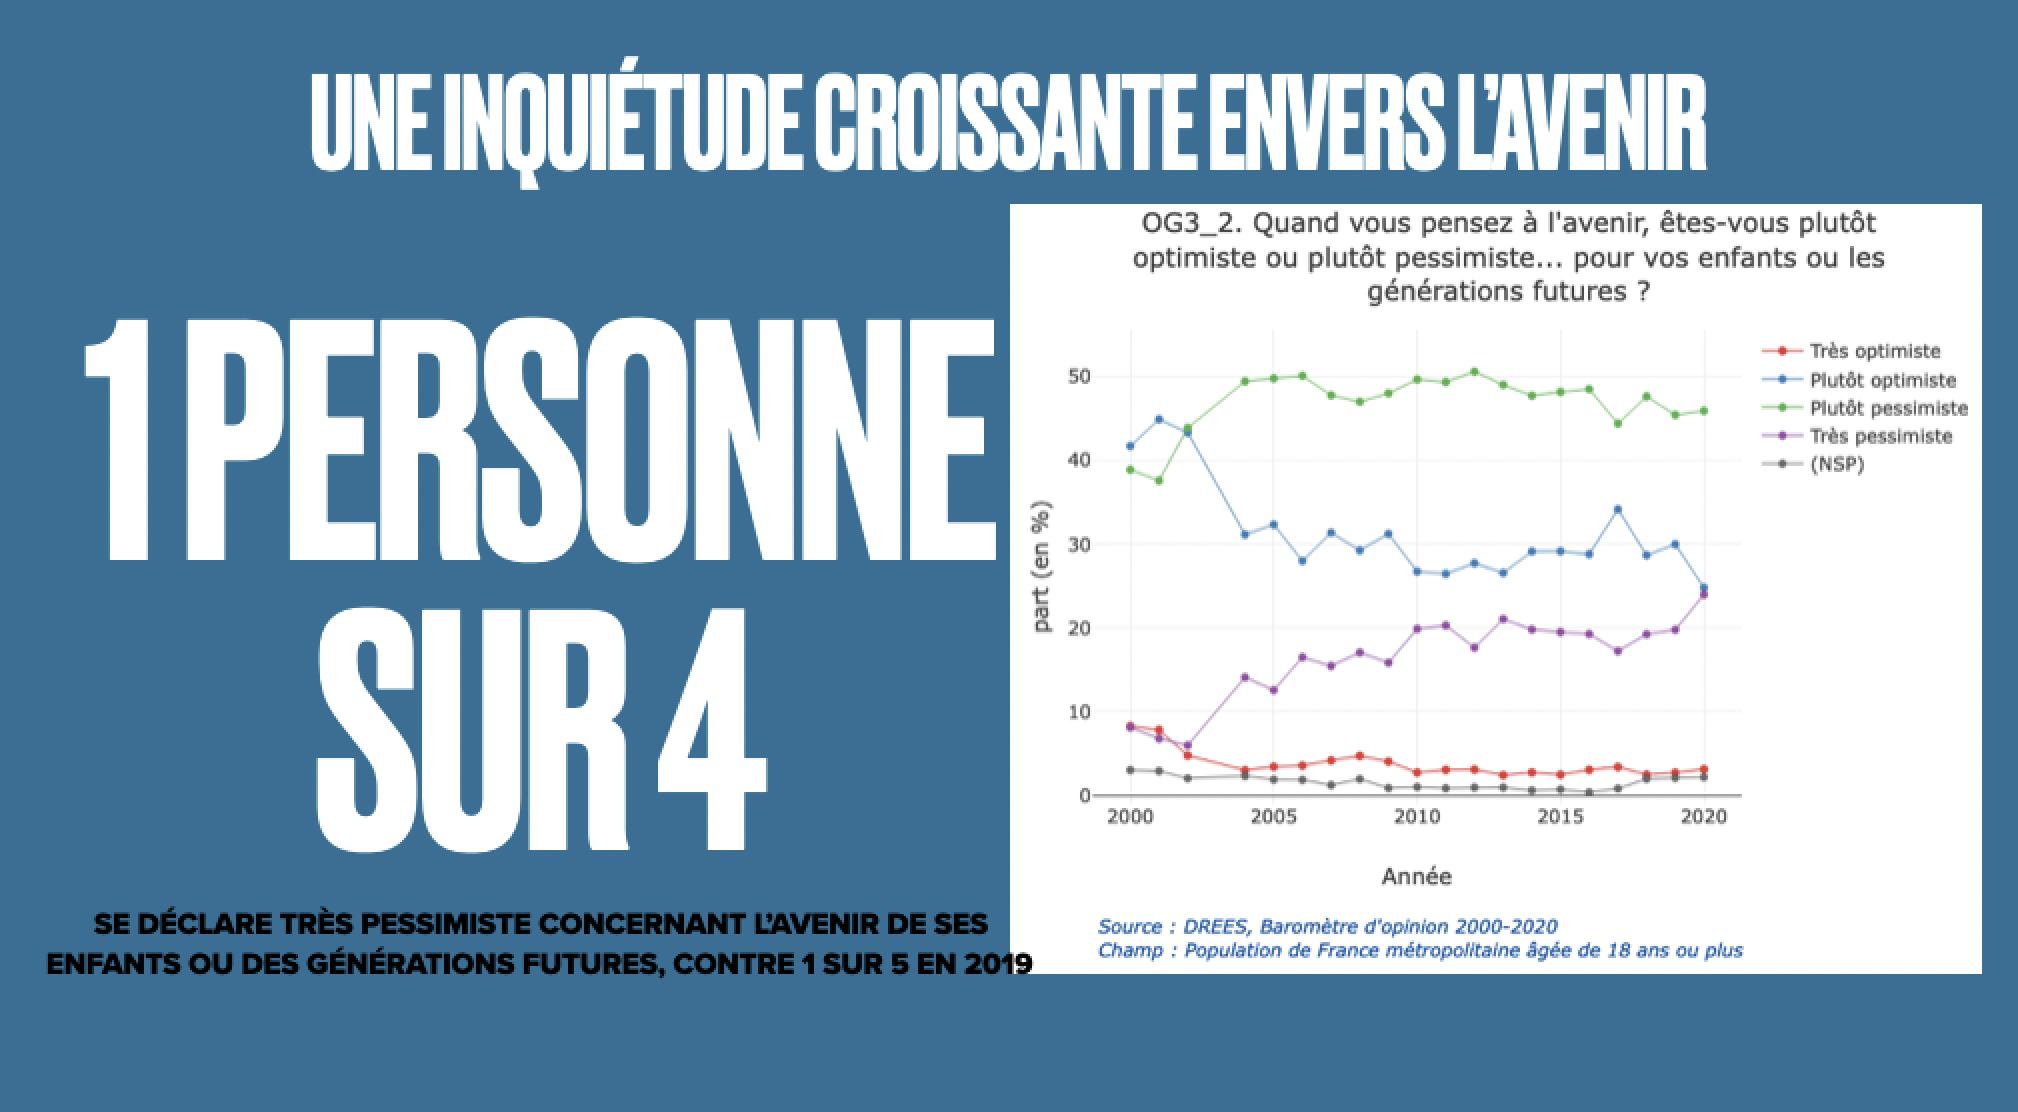 UNE INQUIÉTUDE CROISSANTE ENVERS L'AVENIR
1 PERSONNE
SUR 4
SE DÉCLARE TRÈS PESSIMISTE CONCERNANT L'AVENIR DE SES
ENFANTS OU DES GÉNÉRATIONS FUTURES, CONTRE 1 SUR 5 EN 2019
OG3_2. Quand vous pensez à l'avenir, êtes-vous plutôt
optimiste ou plutôt pessimiste... pour vos enfants ou les
générations futures ?
Très optimiste
Plutôt optimiste
Plutôt pessimiste
Très pessimiste
(NSP)
part (en %)
50
40
30
20
10
0
2000 2005 2010 2015 2020
Année
Source : DREES, Baromètre d'opinion 2000-2020
Champ : Population de France métropolitaine âgée de 18 ans ou plus